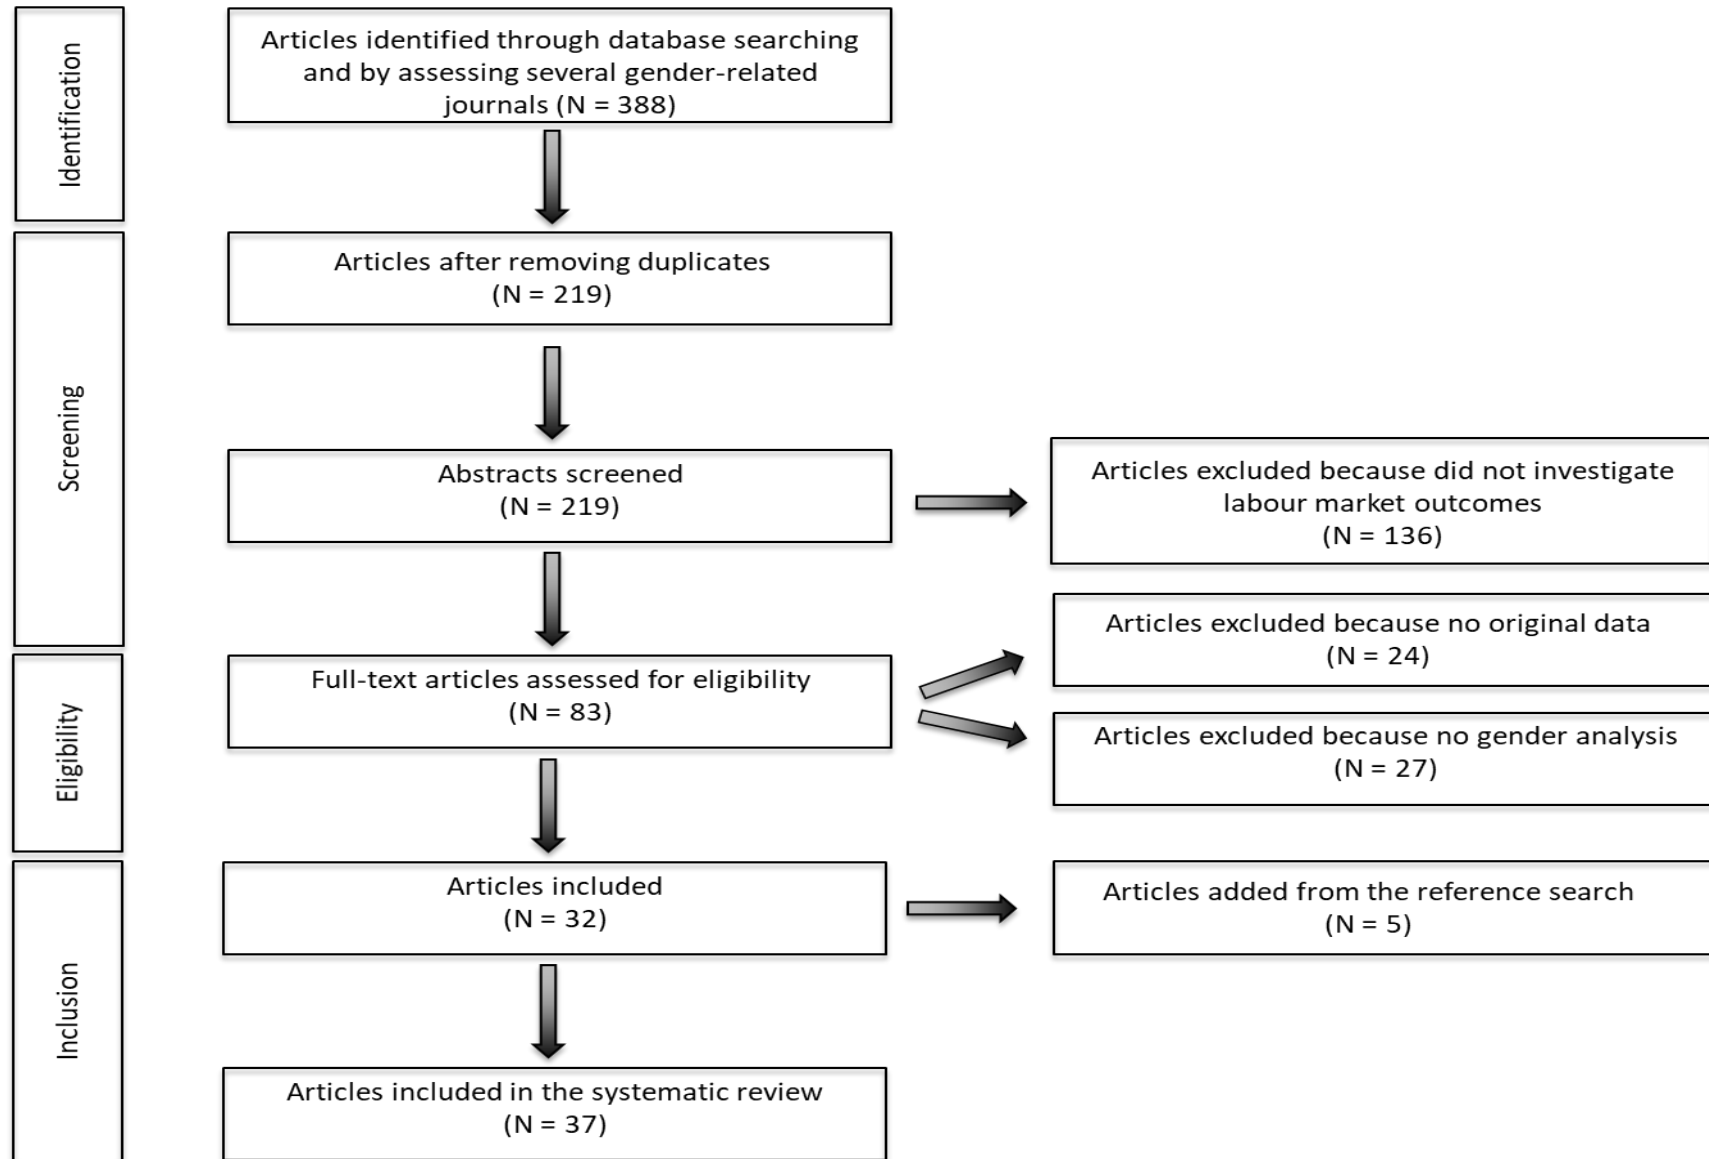 Identification
Articles identified through database searching
and by assessing several gender-related
journals (N = 388)
Screening
Articles after removing duplicates
(N = 219)
Abstracts screened
(N = 219)
Articles excluded because did not investigate
labour market outcomes
(N = 136)
Eligibility
Full-text articles assessed for eligibility
(N = 83)
Articles excluded because no original data
(N = 24)
Articles excluded because no gender analysis
(N = 27)
Inclusion
Articles included
(N = 32)
Articles added from the reference search
(N = 5)
Articles included in the systematic review
(N = 37)